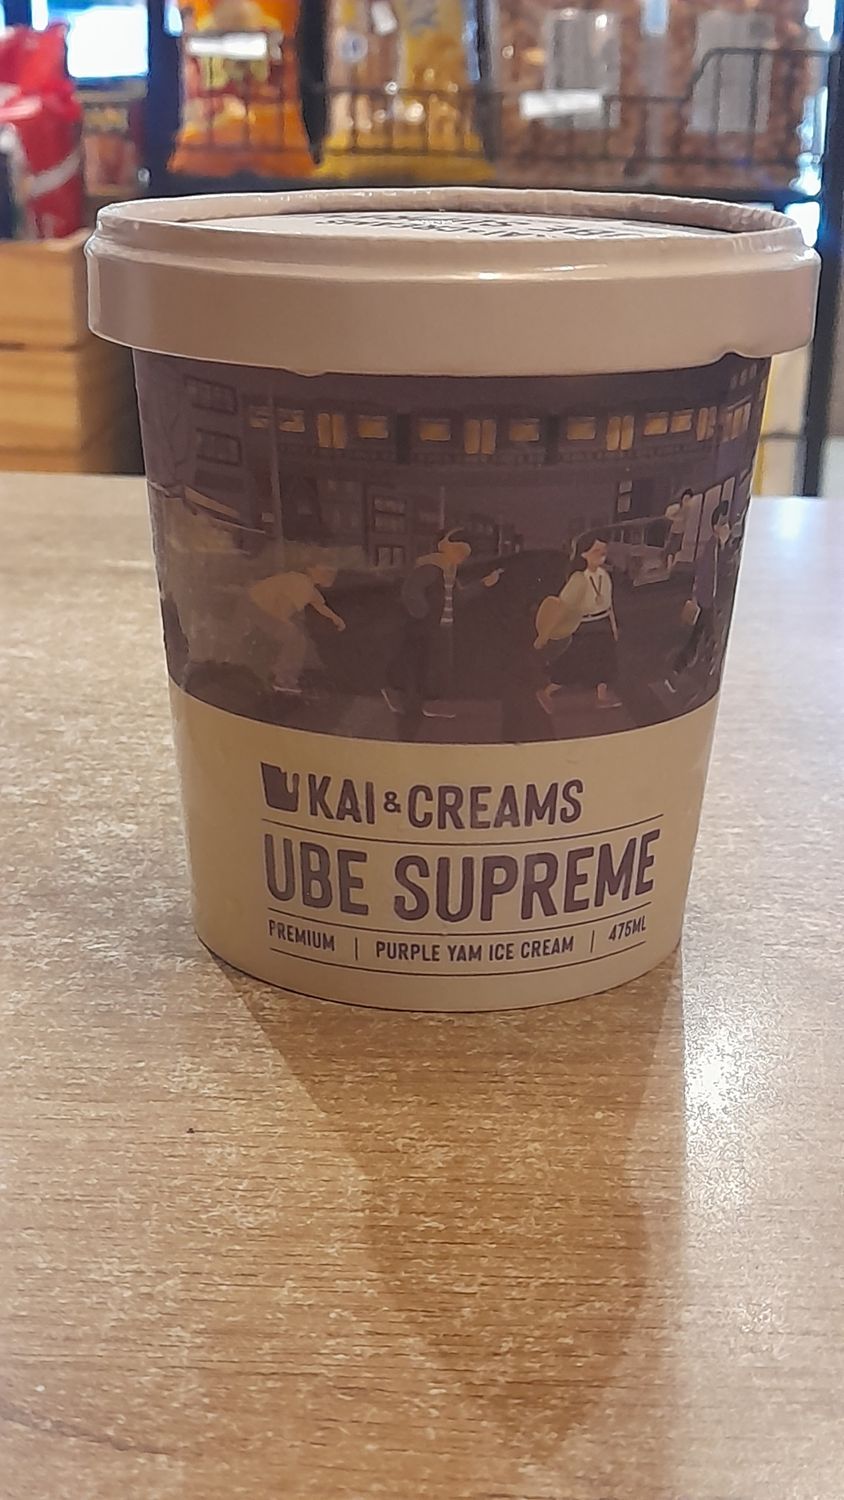 KAI & CREAMS
UBE SUPREME
PREMIUM | PURPLE YAM ICE CREAM | 475ML